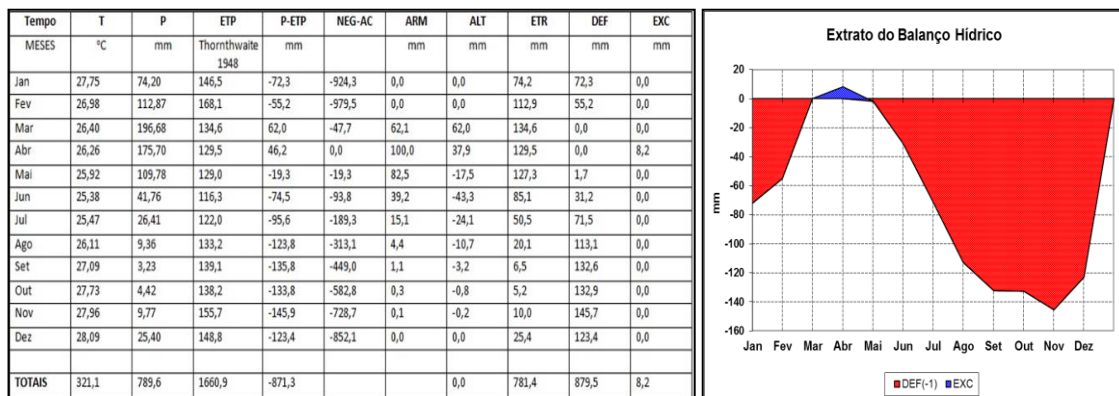 Tempo T P ETP P-ETP NEG-AC ARM ALT ETR DEF EXC
MESES ºC mm Thornthwaite 1948 mm mm mm mm mm mm
Jan 27,75 74,20 146,5 -72,3 -924,3 0,0 0,0 74,2 72,3 0,0
Fev 26,98 112,87 168,1 -55,2 -979,5 0,0 0,0 112,9 55,2 0,0
Mar 26,40 196,68 134,6 62,0 -47,7 62,1 62,0 134,6 0,0 0,0
Abr 26,26 175,70 129,5 46,2 0,0 100,0 37,9 129,5 0,0 8,2
Mai 25,92 109,78 129,0 -19,3 -19,3 82,5 -17,5 127,3 1,7 0,0
Jun 25,38 41,76 116,3 -74,5 -93,8 39,2 -43,3 85,1 31,2 0,0
Jul 25,47 26,41 122,0 -95,6 -189,3 15,1 -24,1 50,5 71,5 0,0
Ago 26,11 9,36 133,2 -123,8 -313,1 4,4 -10,7 20,1 113,1 0,0
Set 27,09 3,23 139,1 -135,8 -449,0 1,1 -3,2 6,5 132,6 0,0
Out 27,73 4,42 138,2 -133,8 -582,8 0,3 -0,8 5,2 132,9 0,0
Nov 27,96 9,77 155,7 -145,9 -728,7 0,1 -0,2 10,0 145,7 0,0
Dez 28,09 25,40 148,8 -123,4 -852,1 0,0 0,0 25,4 123,4 0,0
TOTAIS 321,1 789,6 1660,9 -871,3 0,0 781,4 879,5 8,2
Extrato do Balanço Hídrico
20
0
-20
-40
-60
-80
-100
-120
-140
-160
mm
Jan Fev Mar Abr Mai Jun Jul Ago Set Out Nov Dez
DEF(-1) EXC